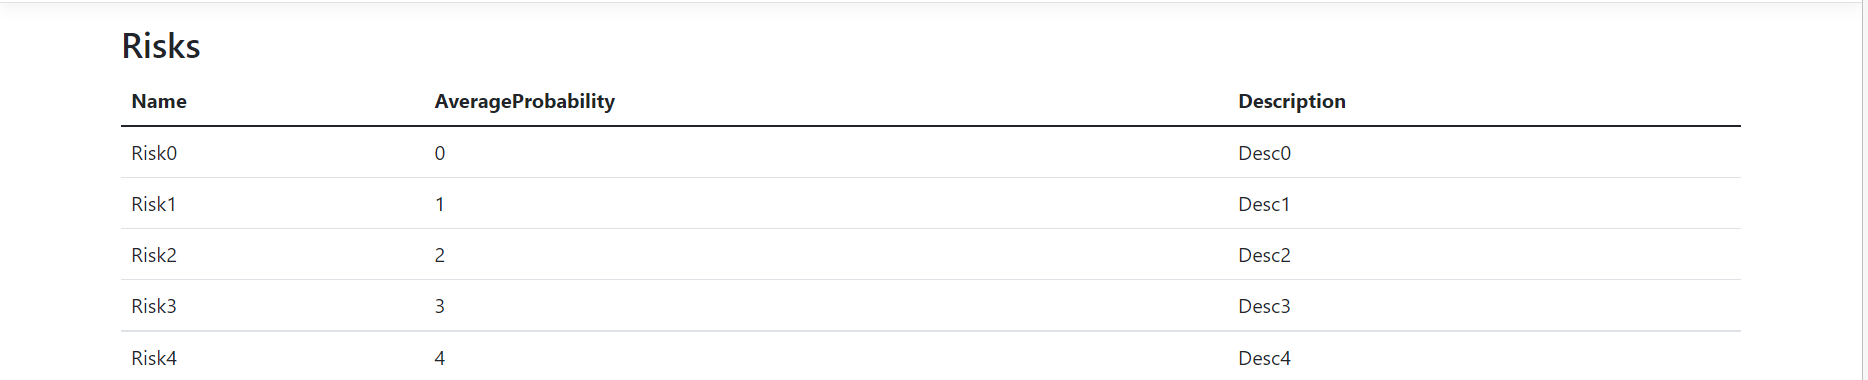 Risks
Name AverageProbability Description
Risk0 0 Desc0
Risk1 1 Desc1
Risk2 2 Desc2
Risk3 3 Desc3
Risk4 4 Desc4